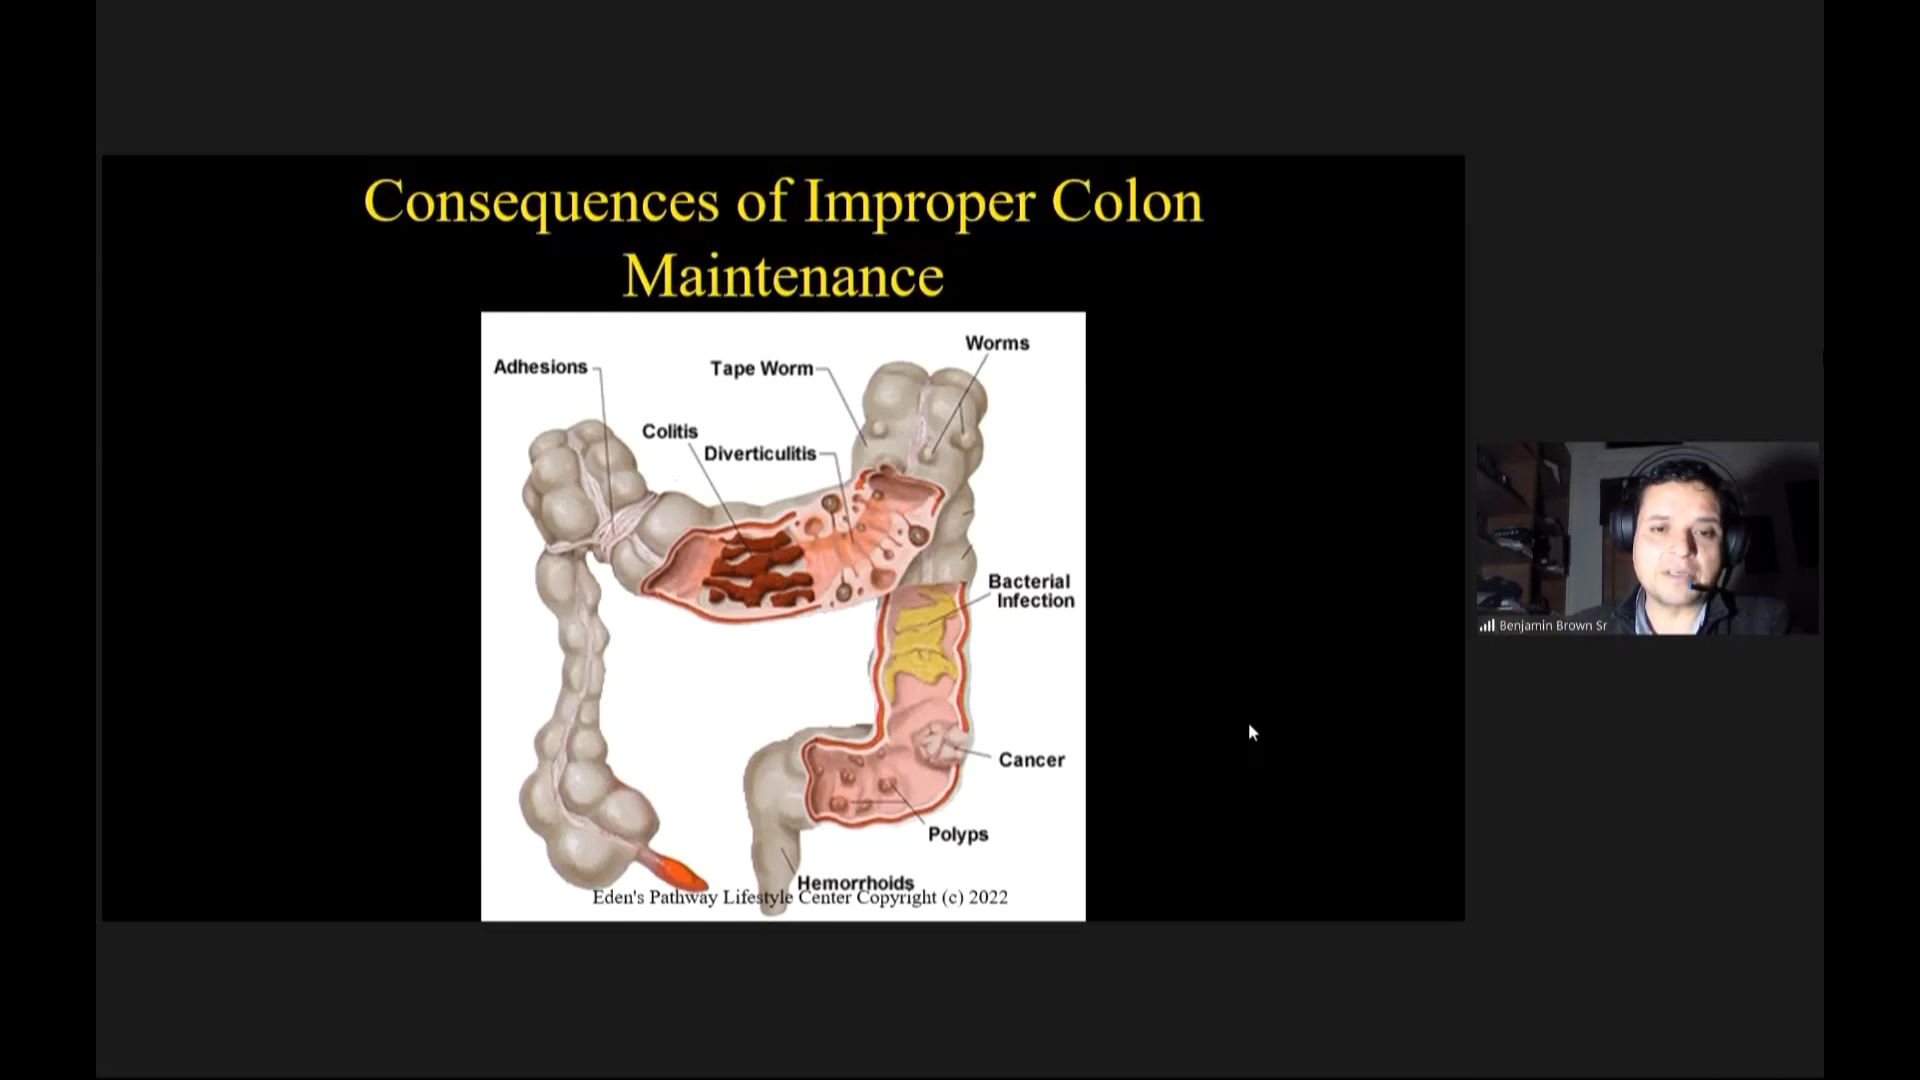 Consequences of Improper Colon
Maintenance
Worms
Adhesions
Tape Worm
Colitis
Diverticulitis
Bacterial
Infection
Cancer
Polyps
Hemorrhoids
Eden's Pathway Lifestyle Center Copyright (c) 2022
Benjamin Brown Sr